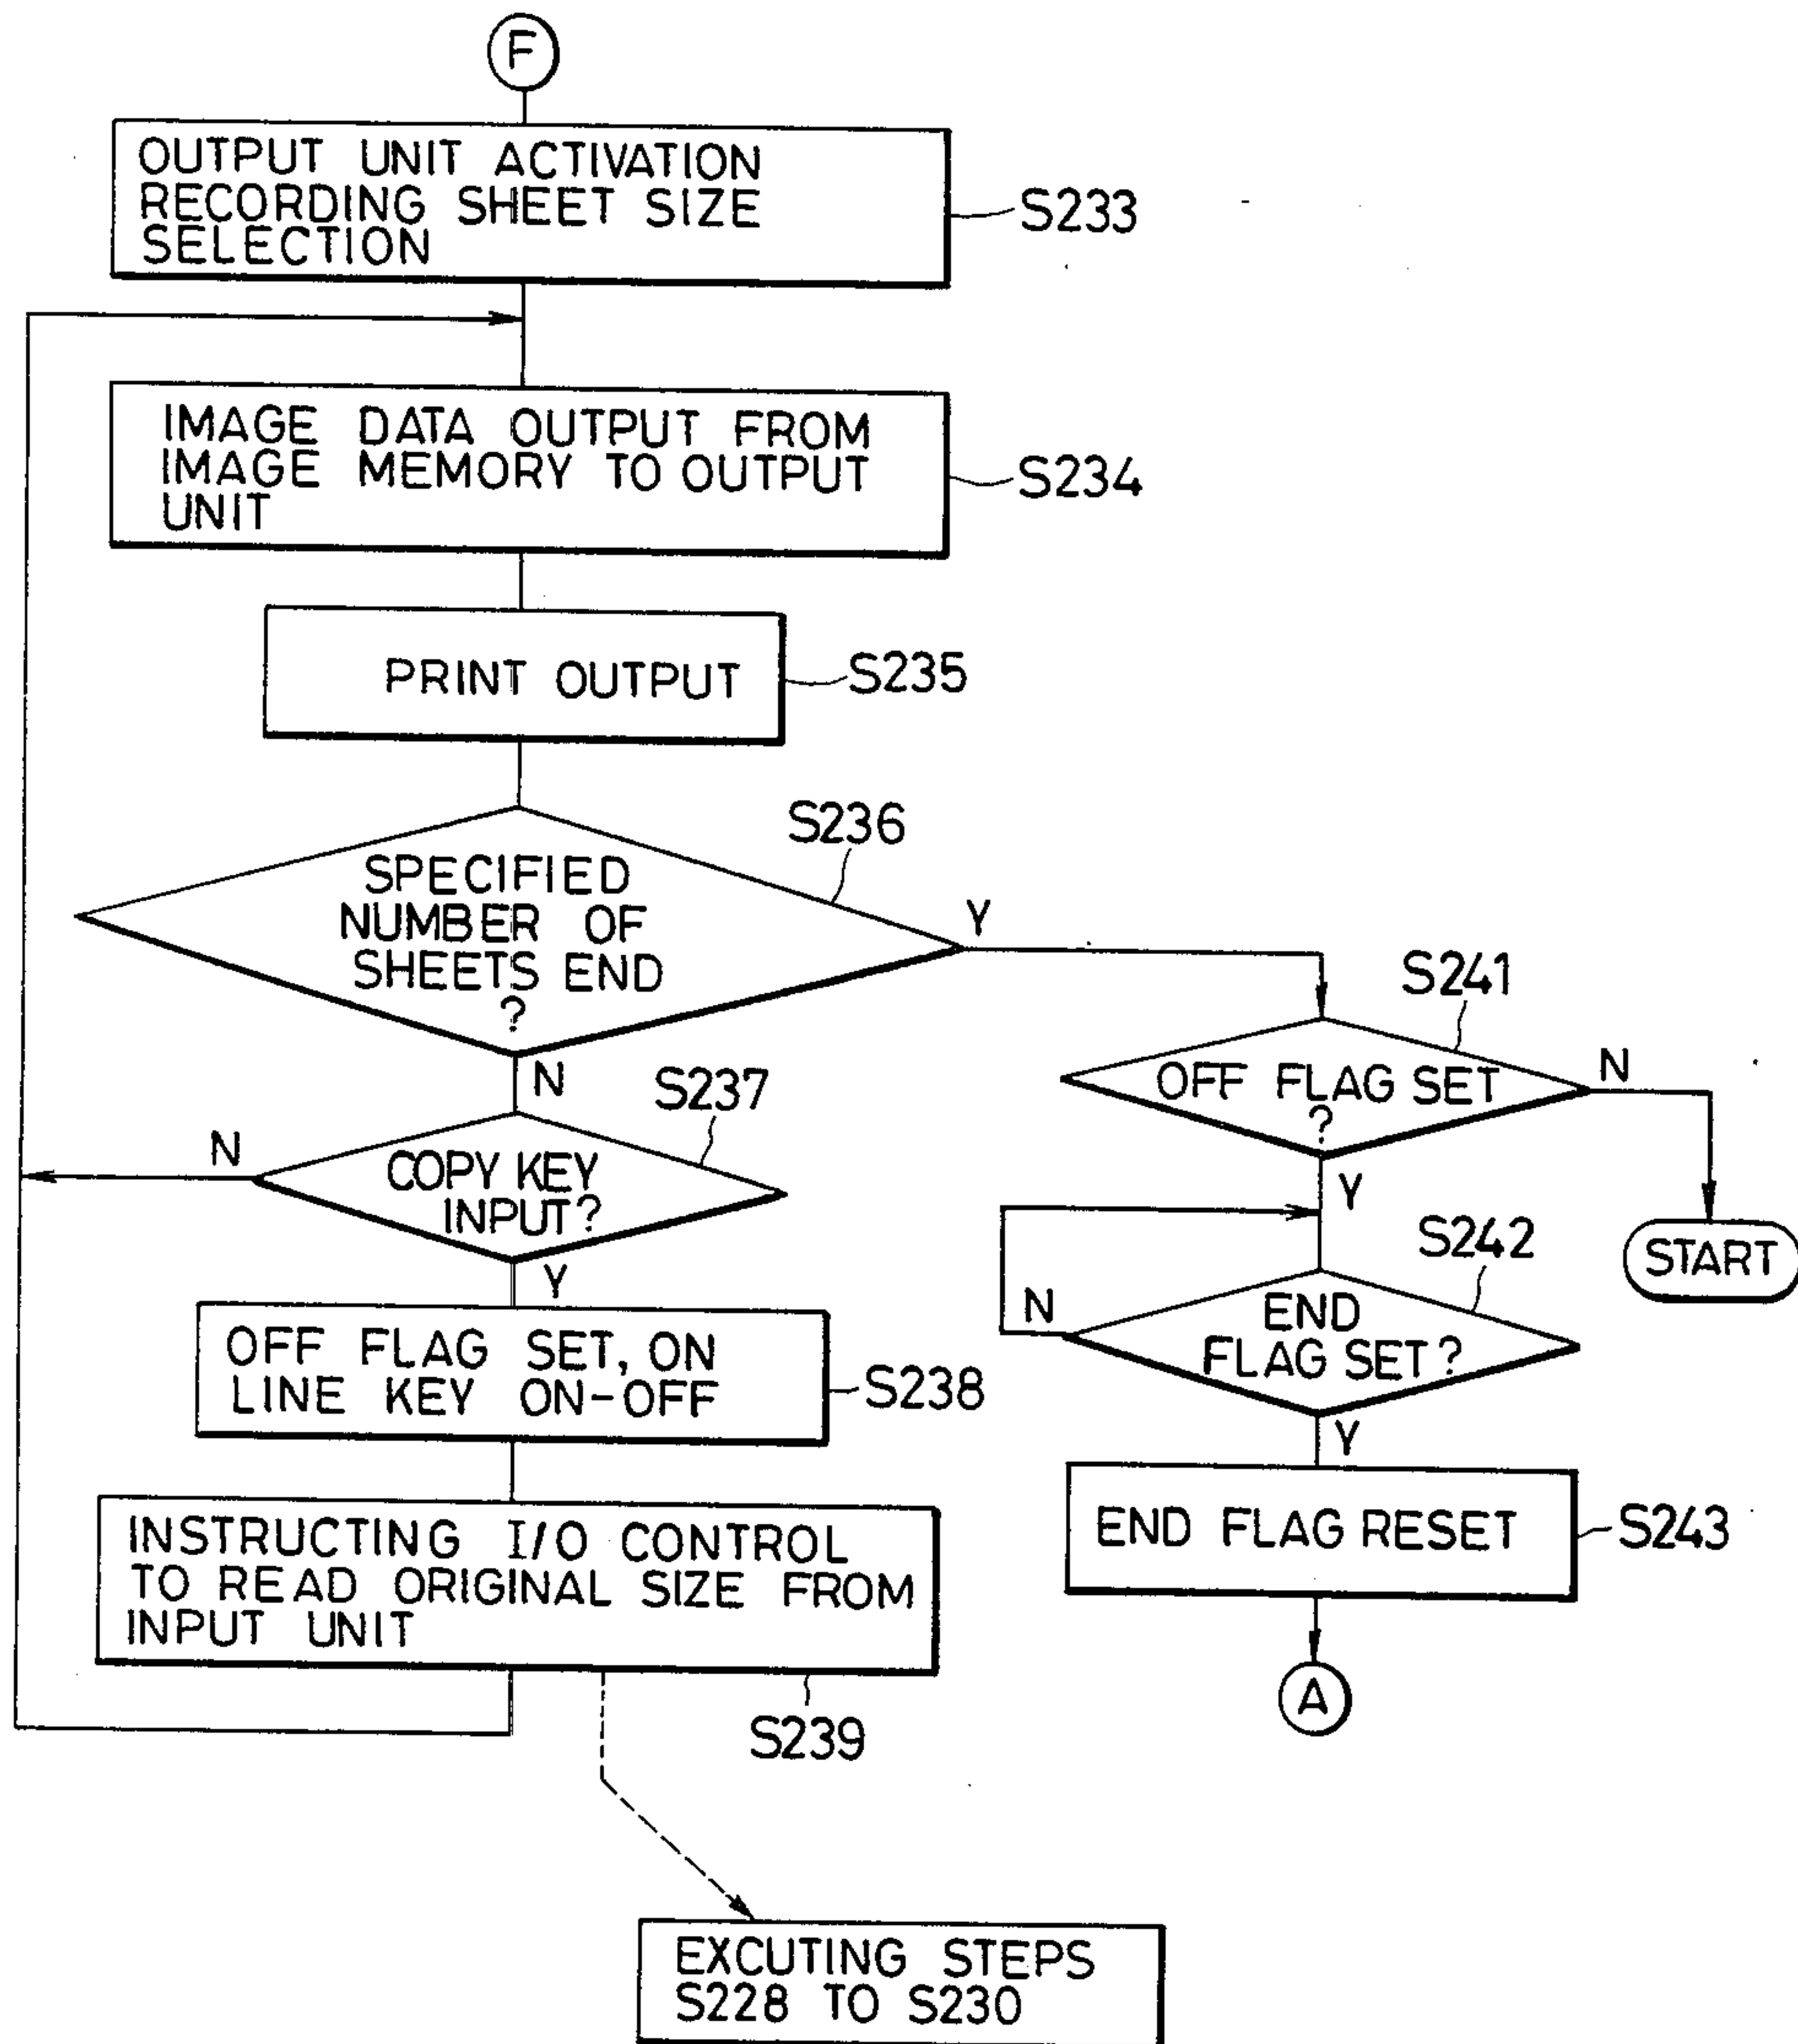 F
OUTPUT UNIT ACTIVATION
RECORDING SHEET SIZE
SELECTION
S233
IMAGE DATA OUTPUT FROM
IMAGE MEMORY TO OUTPUT
UNIT
S234
PRINT OUTPUT
S235
S236
SPECIFIED
NUMBER OF
SHEETS END
?
Y
N
S237
COPY KEY
INPUT?
N
Y
OFF FLAG SET, ON
LINE KEY ON-OFF
S238
INSTRUCTING I/O CONTROL
TO READ ORIGINAL SIZE FROM
INPUT UNIT
S239
EXCUTING STEPS
S228 TO S230
S241
OFF FLAG SET
?
N
START
Y
S242
END
FLAG SET?
N
Y
END FLAG RESET
S243
A